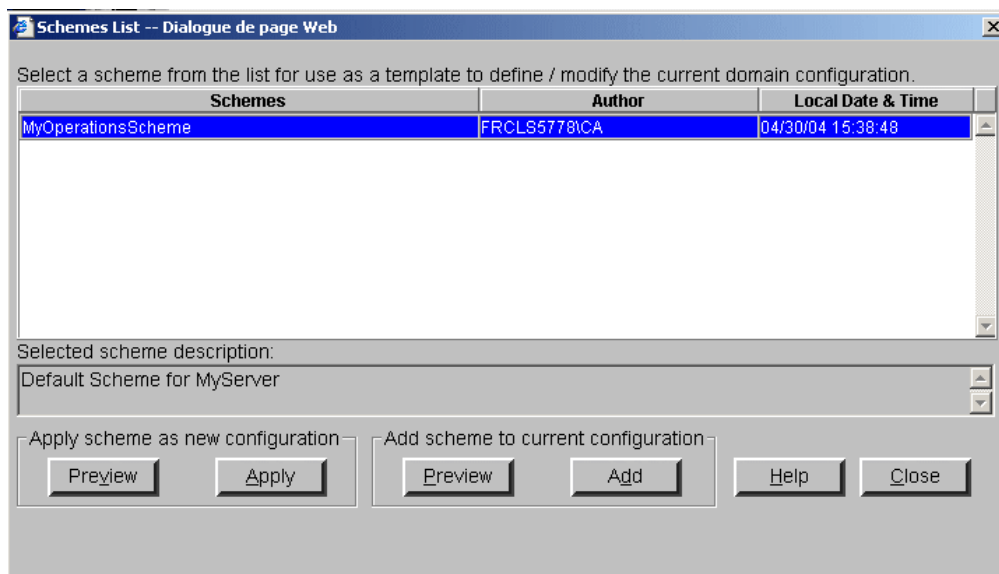 Schemes List -- Dialogue de page Web
Select a scheme from the list for use as a template to define / modify the current domain configuration.
Schemes Author Local Date & Time
MyOperationsScheme FRCLS5778\CA 04/30/04 15:38:48
Selected scheme description:
Default Scheme for MyServer
Apply scheme as new configuration Add scheme to current configuration
Preview Apply Preview Add Help Close